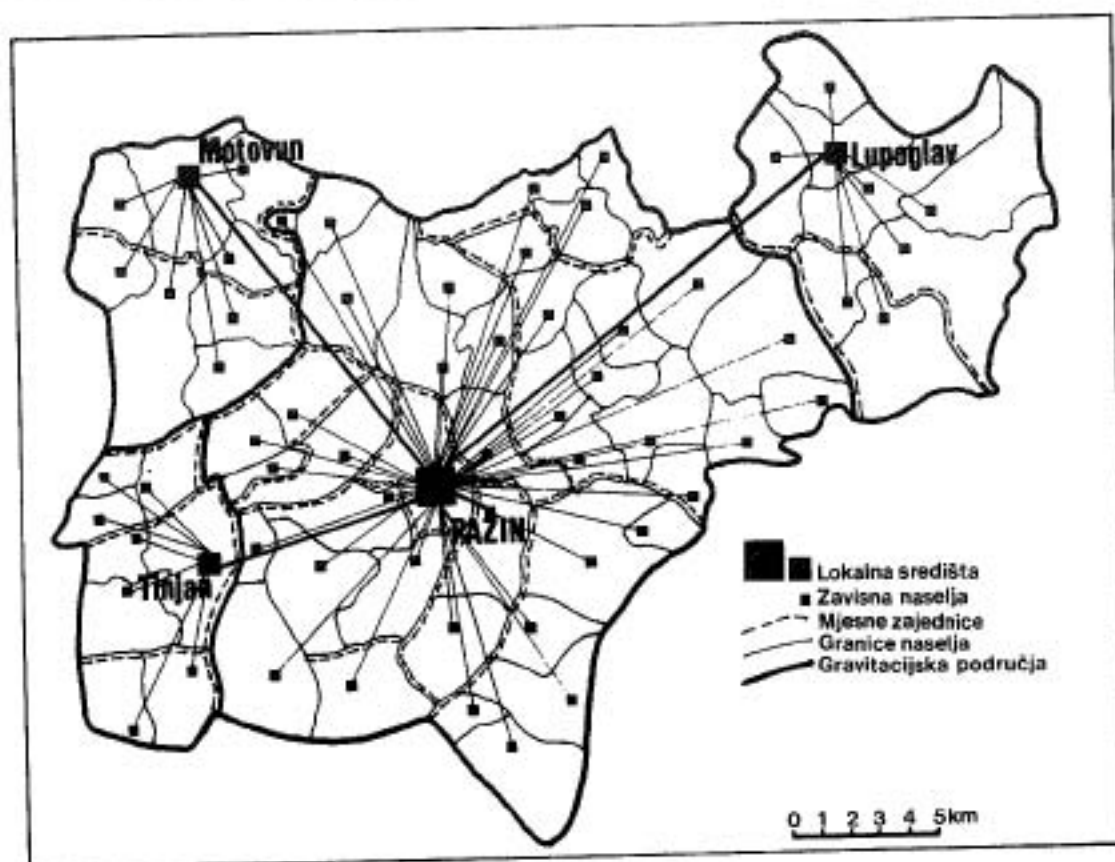 Motovun
Lupoglav
PAZIN
Tinjan
Lokalna središta
Zavisna naselja
Mjesne zajednice
Granice naselja
Gravitacijska područja
0 1 2 3 4 5km